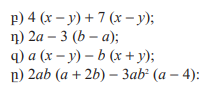 բ) 4 (x – y) + 7 (x – y);
դ) 2a – 3 (b – a);
զ) a (x – y) – b (x + y);
ը) 2ab (a + 2b) – 3ab² (a – 4):